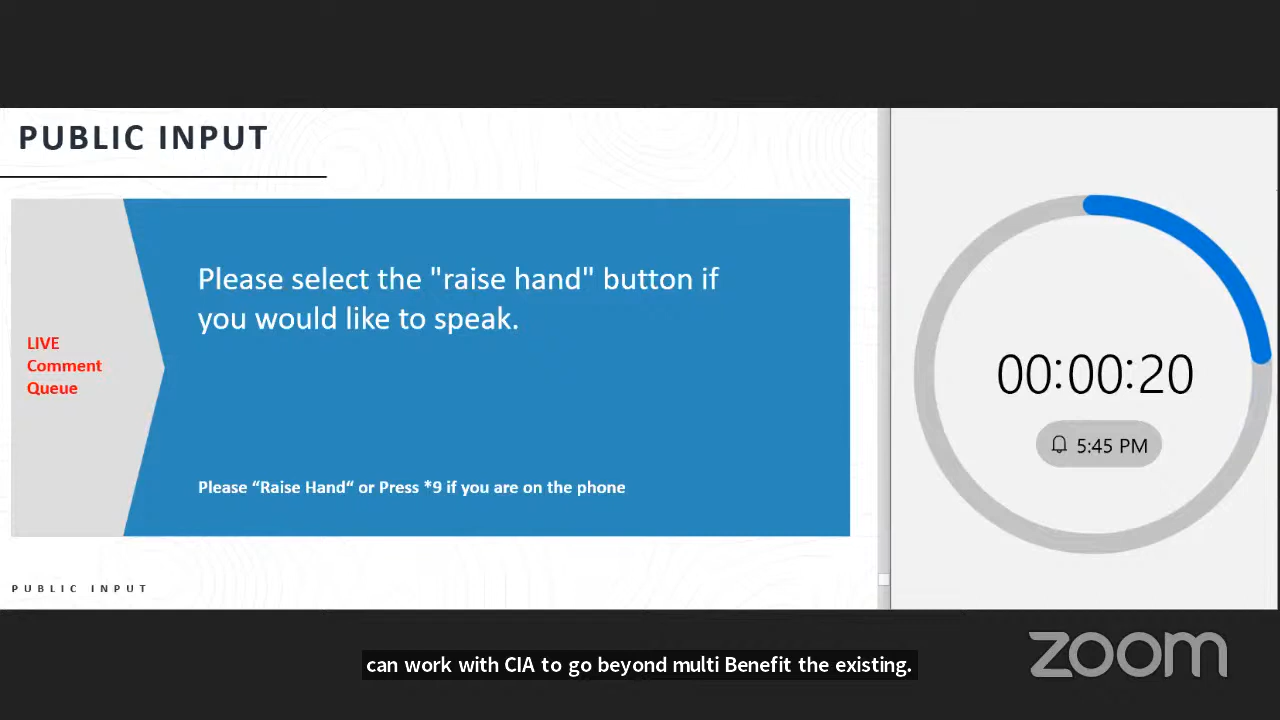 PUBLIC INPUT
Please select the "raise hand" button if
you would like to speak.
LIVE
Comment
Queue
Please “Raise Hand“ or Press *9 if you are on the phone
PUBLIC INPUT
00:00:20
5:45 PM
can work with CIA to go beyond multi Benefit the existing.
zoom